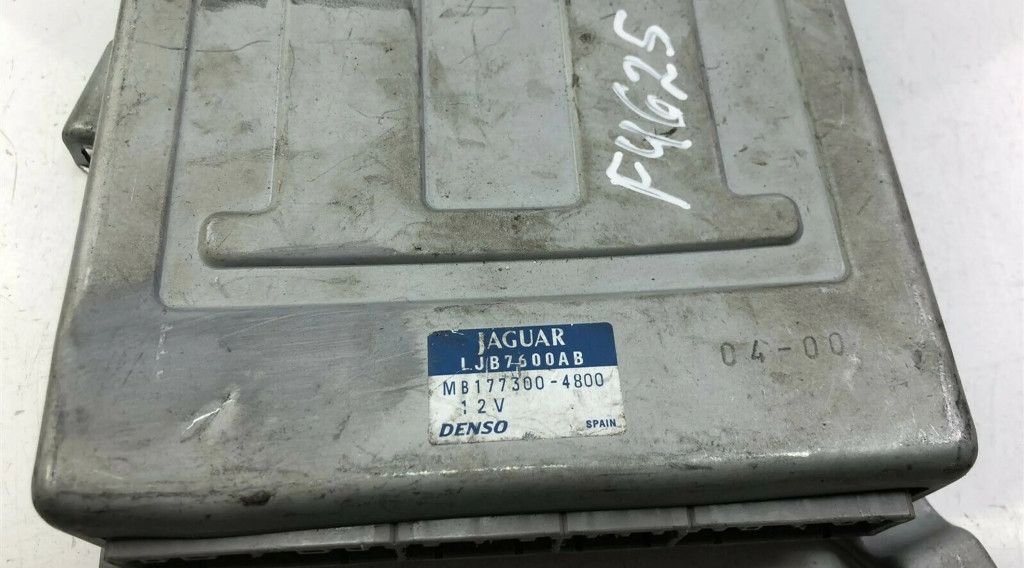 F4625
JAGUAR
LJB7600AB
MB177300-4800
12V
DENSO SPAIN
04-00